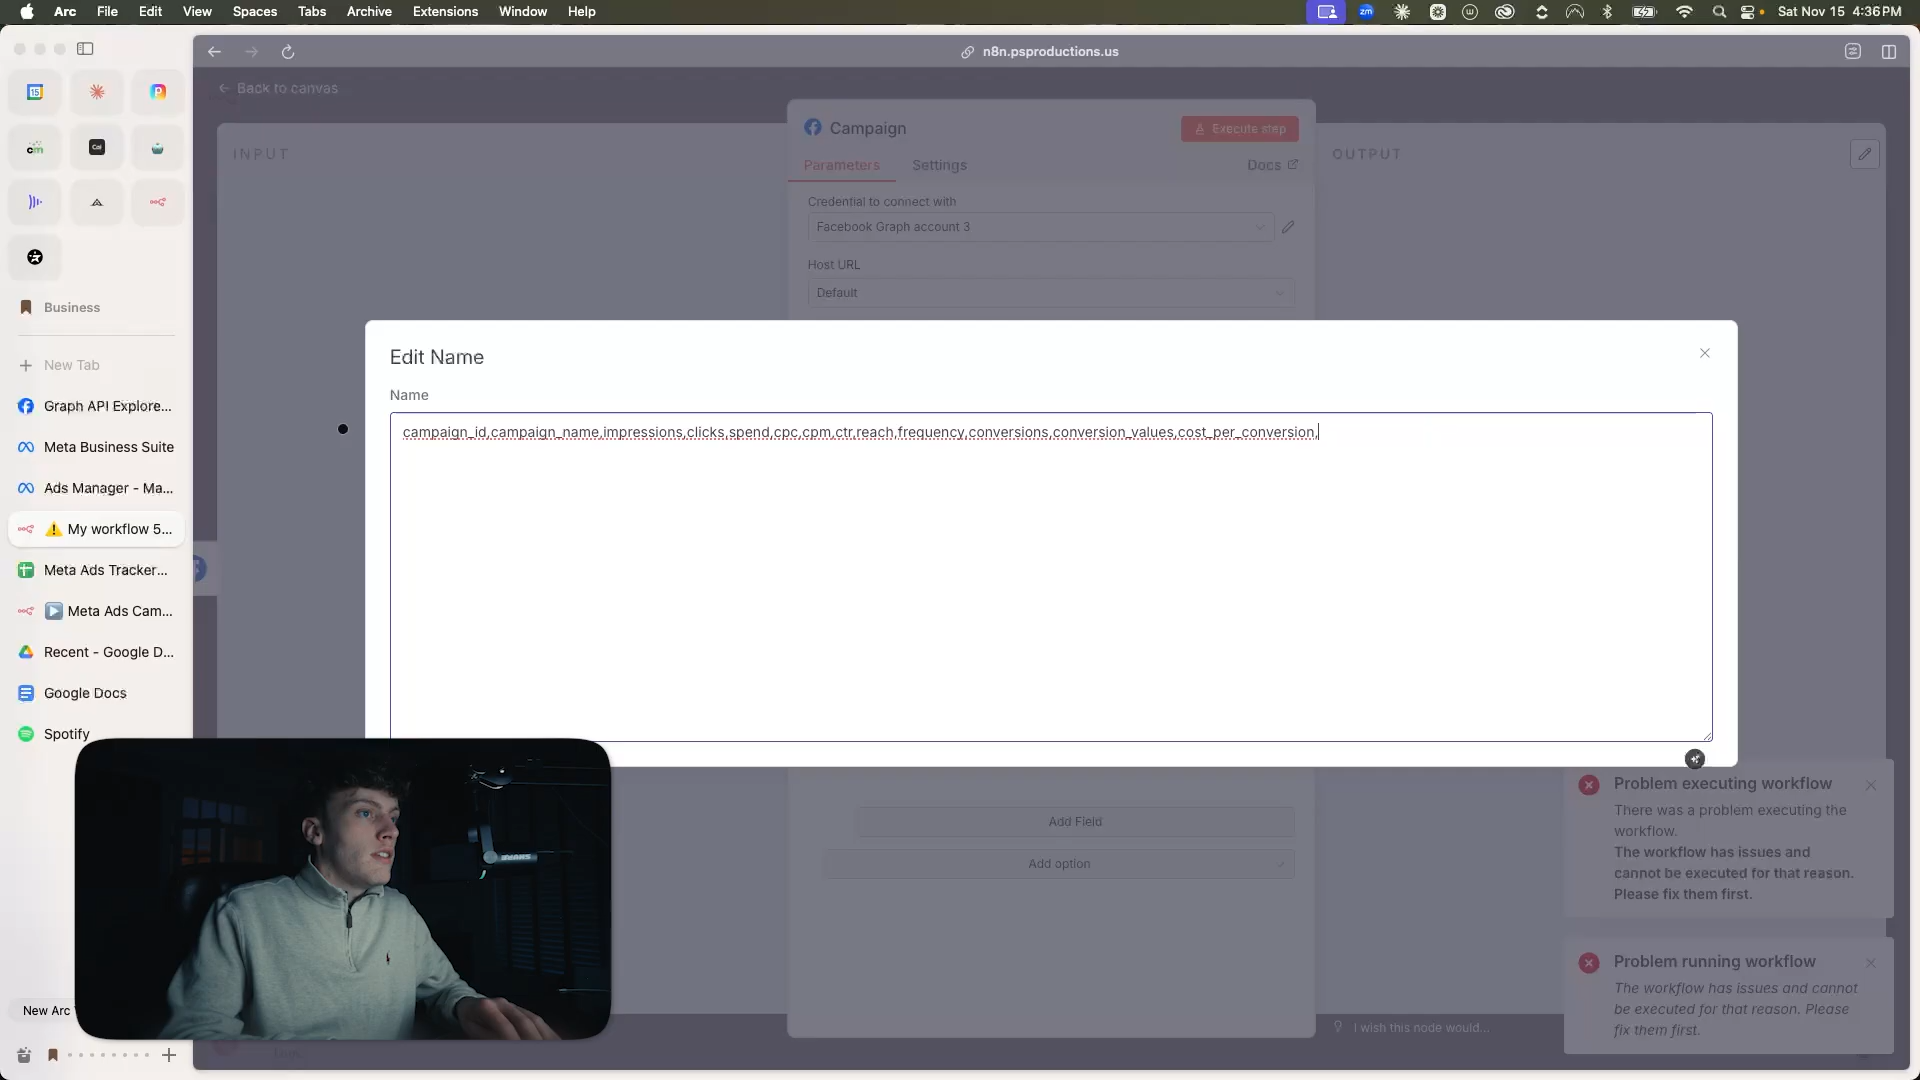 Arc File Edit View Spaces Tabs Archive Extensions Window Help
zm
Sat Nov 15 4:36 PM
n8n.psproductions.us
← Back to canvas
15
cm
Cal
Business
New Tab
Graph API Explore...
Meta Business Suite
Ads Manager - Ma...
My workflow 5...
Meta Ads Tracker...
Meta Ads Cam...
Recent - Google D...
Google Docs
Spotify
New Arc
INPUT
Campaign
Execute step
Parameters Settings Docs
Credential to connect with
Facebook Graph account 3
Host URL
Default
OUTPUT
Edit Name
Name
campaign_id,campaign_name,impressions,clicks,spend,cpc,cpm,ctr,reach,frequency,conversions,conversion_values,cost_per_conversion,
Add Field
Add option
Problem executing workflow
There was a problem executing the
workflow.
The workflow has issues and
cannot be executed for that reason.
Please fix them first.
Problem running workflow
The workflow has issues and cannot
be executed for that reason. Please
fix them first.
I wish this node would...